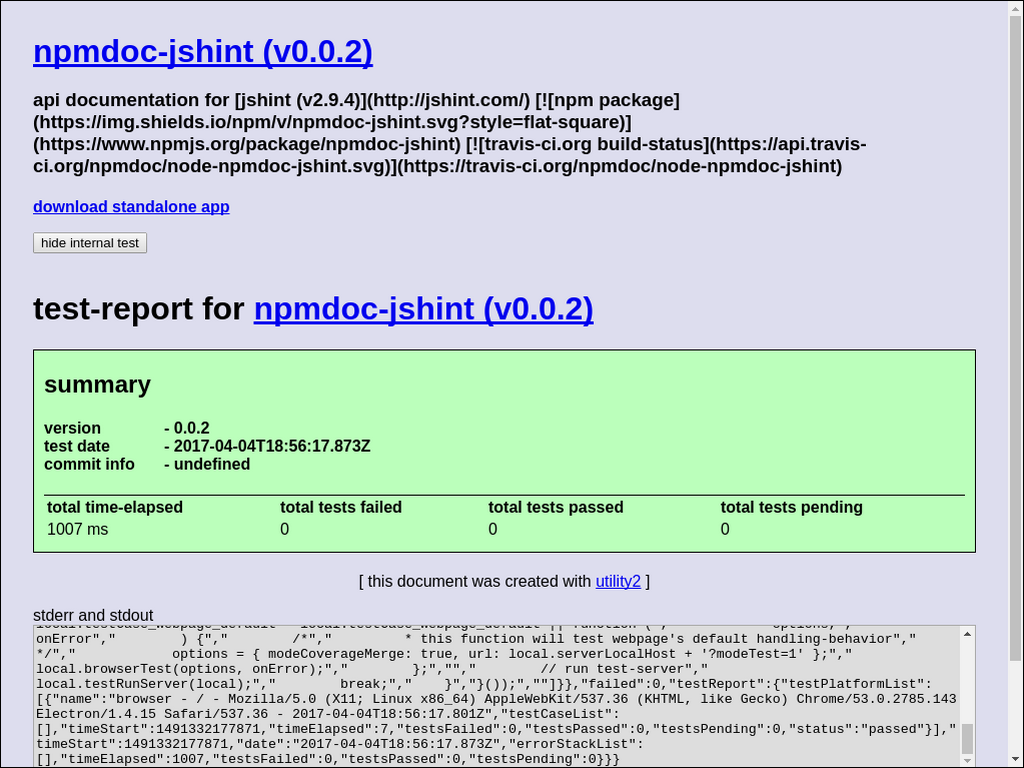 npmdoc-jshint (v0.0.2)
api documentation for [jshint (v2.9.4)](http://jshint.com/) [![npm package]
(https://img.shields.io/npm/v/npmdoc-jshint.svg?style=flat-square)]
(https://www.npmjs.org/package/npmdoc-jshint) [![travis-ci.org build-status](https://api.travis-
ci.org/npmdoc/node-npmdoc-jshint.svg)](https://travis-ci.org/npmdoc/node-npmdoc-jshint)
download standalone app
hide internal test
test-report for npmdoc-jshint (v0.0.2)
summary
version - 0.0.2
test date - 2017-04-04T18:56:17.873Z
commit info - undefined
total time-elapsed total tests failed total tests passed total tests pending
1007 ms 0 0 0
[ this document was created with utility2 ]
stderr and stdout
local.testCase_webpage_default = local.testCase_webpage_default || function (","            options,","
onError","        ) {","        /*","         * this function will test webpage's default handling-behavior","
*/","            options = { modeCoverageMerge: true, url: local.serverLocalHost + '?modeTest=1' };","
local.browserTest(options, onError);","        };","","        // run test-server","
local.testRunServer(local);","        break;","    }","}());",""]}},"failed":0,"testReport":{"testPlatformList":
[{"name":"browser - / - Mozilla/5.0 (X11; Linux x86_64) AppleWebKit/537.36 (KHTML, like Gecko) Chrome/53.0.2785.143
Electron/1.4.15 Safari/537.36 - 2017-04-04T18:56:17.801Z","testCaseList":
[],"timeStart":1491332177871,"timeElapsed":7,"testsFailed":0,"testsPassed":0,"testsPending":0,"status":"passed"}],"
timeStart":1491332177871,"date":"2017-04-04T18:56:17.873Z","errorStackList":
[],"timeElapsed":1007,"testsFailed":0,"testsPassed":0,"testsPending":0}}}